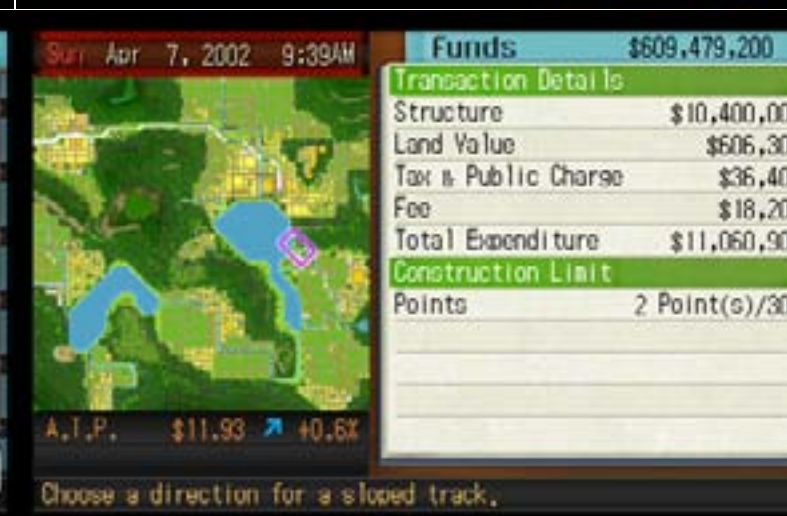 Sun Apr 7, 2002 9:39AM
Funds $609,479,200
Transaction Details
Structure $10,400,00
Land Value $606,30
Tax & Public Charge $36,40
Fee $18,20
Total Expenditure $11,060,90
Construction Limit
Points 2 Point(s)/30
A.T.P. $11.93 ↗ +0.6%
Choose a direction for a sloped track.